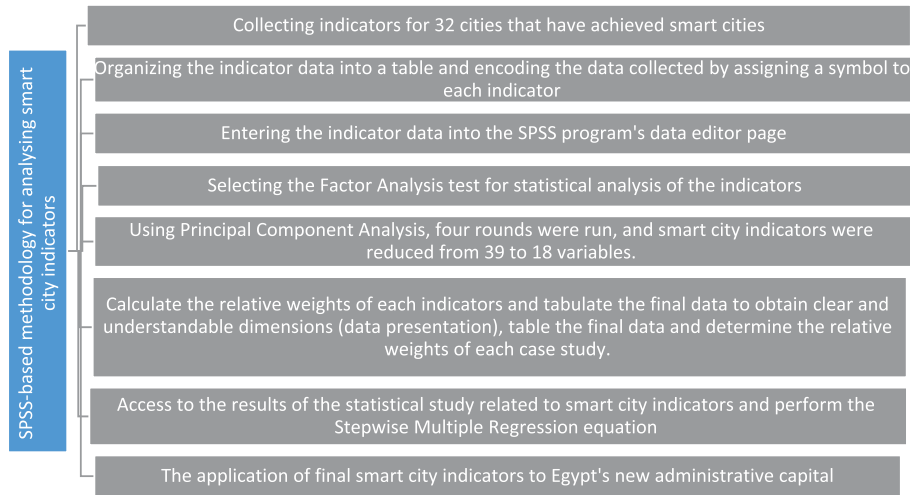 SPSS-based methodology for analysing smart
city indicators
Collecting indicators for 32 cities that have achieved smart cities
Organizing the indicator data into a table and encoding the data collected by assigning a symbol to
each indicator
Entering the indicator data into the SPSS program's data editor page
Selecting the Factor Analysis test for statistical analysis of the indicators
Using Principal Component Analysis, four rounds were run, and smart city indicators were
reduced from 39 to 18 variables.
Calculate the relative weights of each indicators and tabulate the final data to obtain clear and
understandable dimensions (data presentation), table the final data and determine the relative
weights of each case study.
Access to the results of the statistical study related to smart city indicators and perform the
Stepwise Multiple Regression equation
The application of final smart city indicators to Egypt's new administrative capital